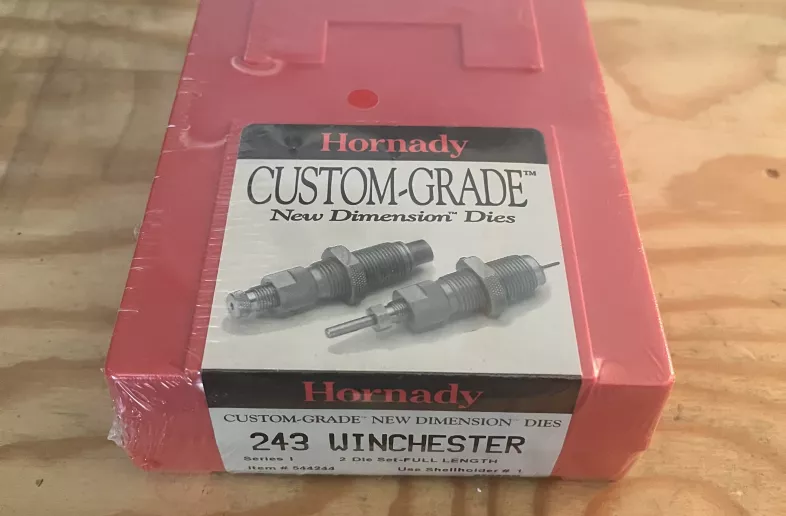 Hornady
CUSTOM-GRADE™
New Dimension™ Dies
Hornady
CUSTOM-GRADE™ NEW DIMENSION™ DIES
243 WINCHESTER
Series I 2 Die Set-FULL LENGTH
Item # 544244 Use Shellholder # 1